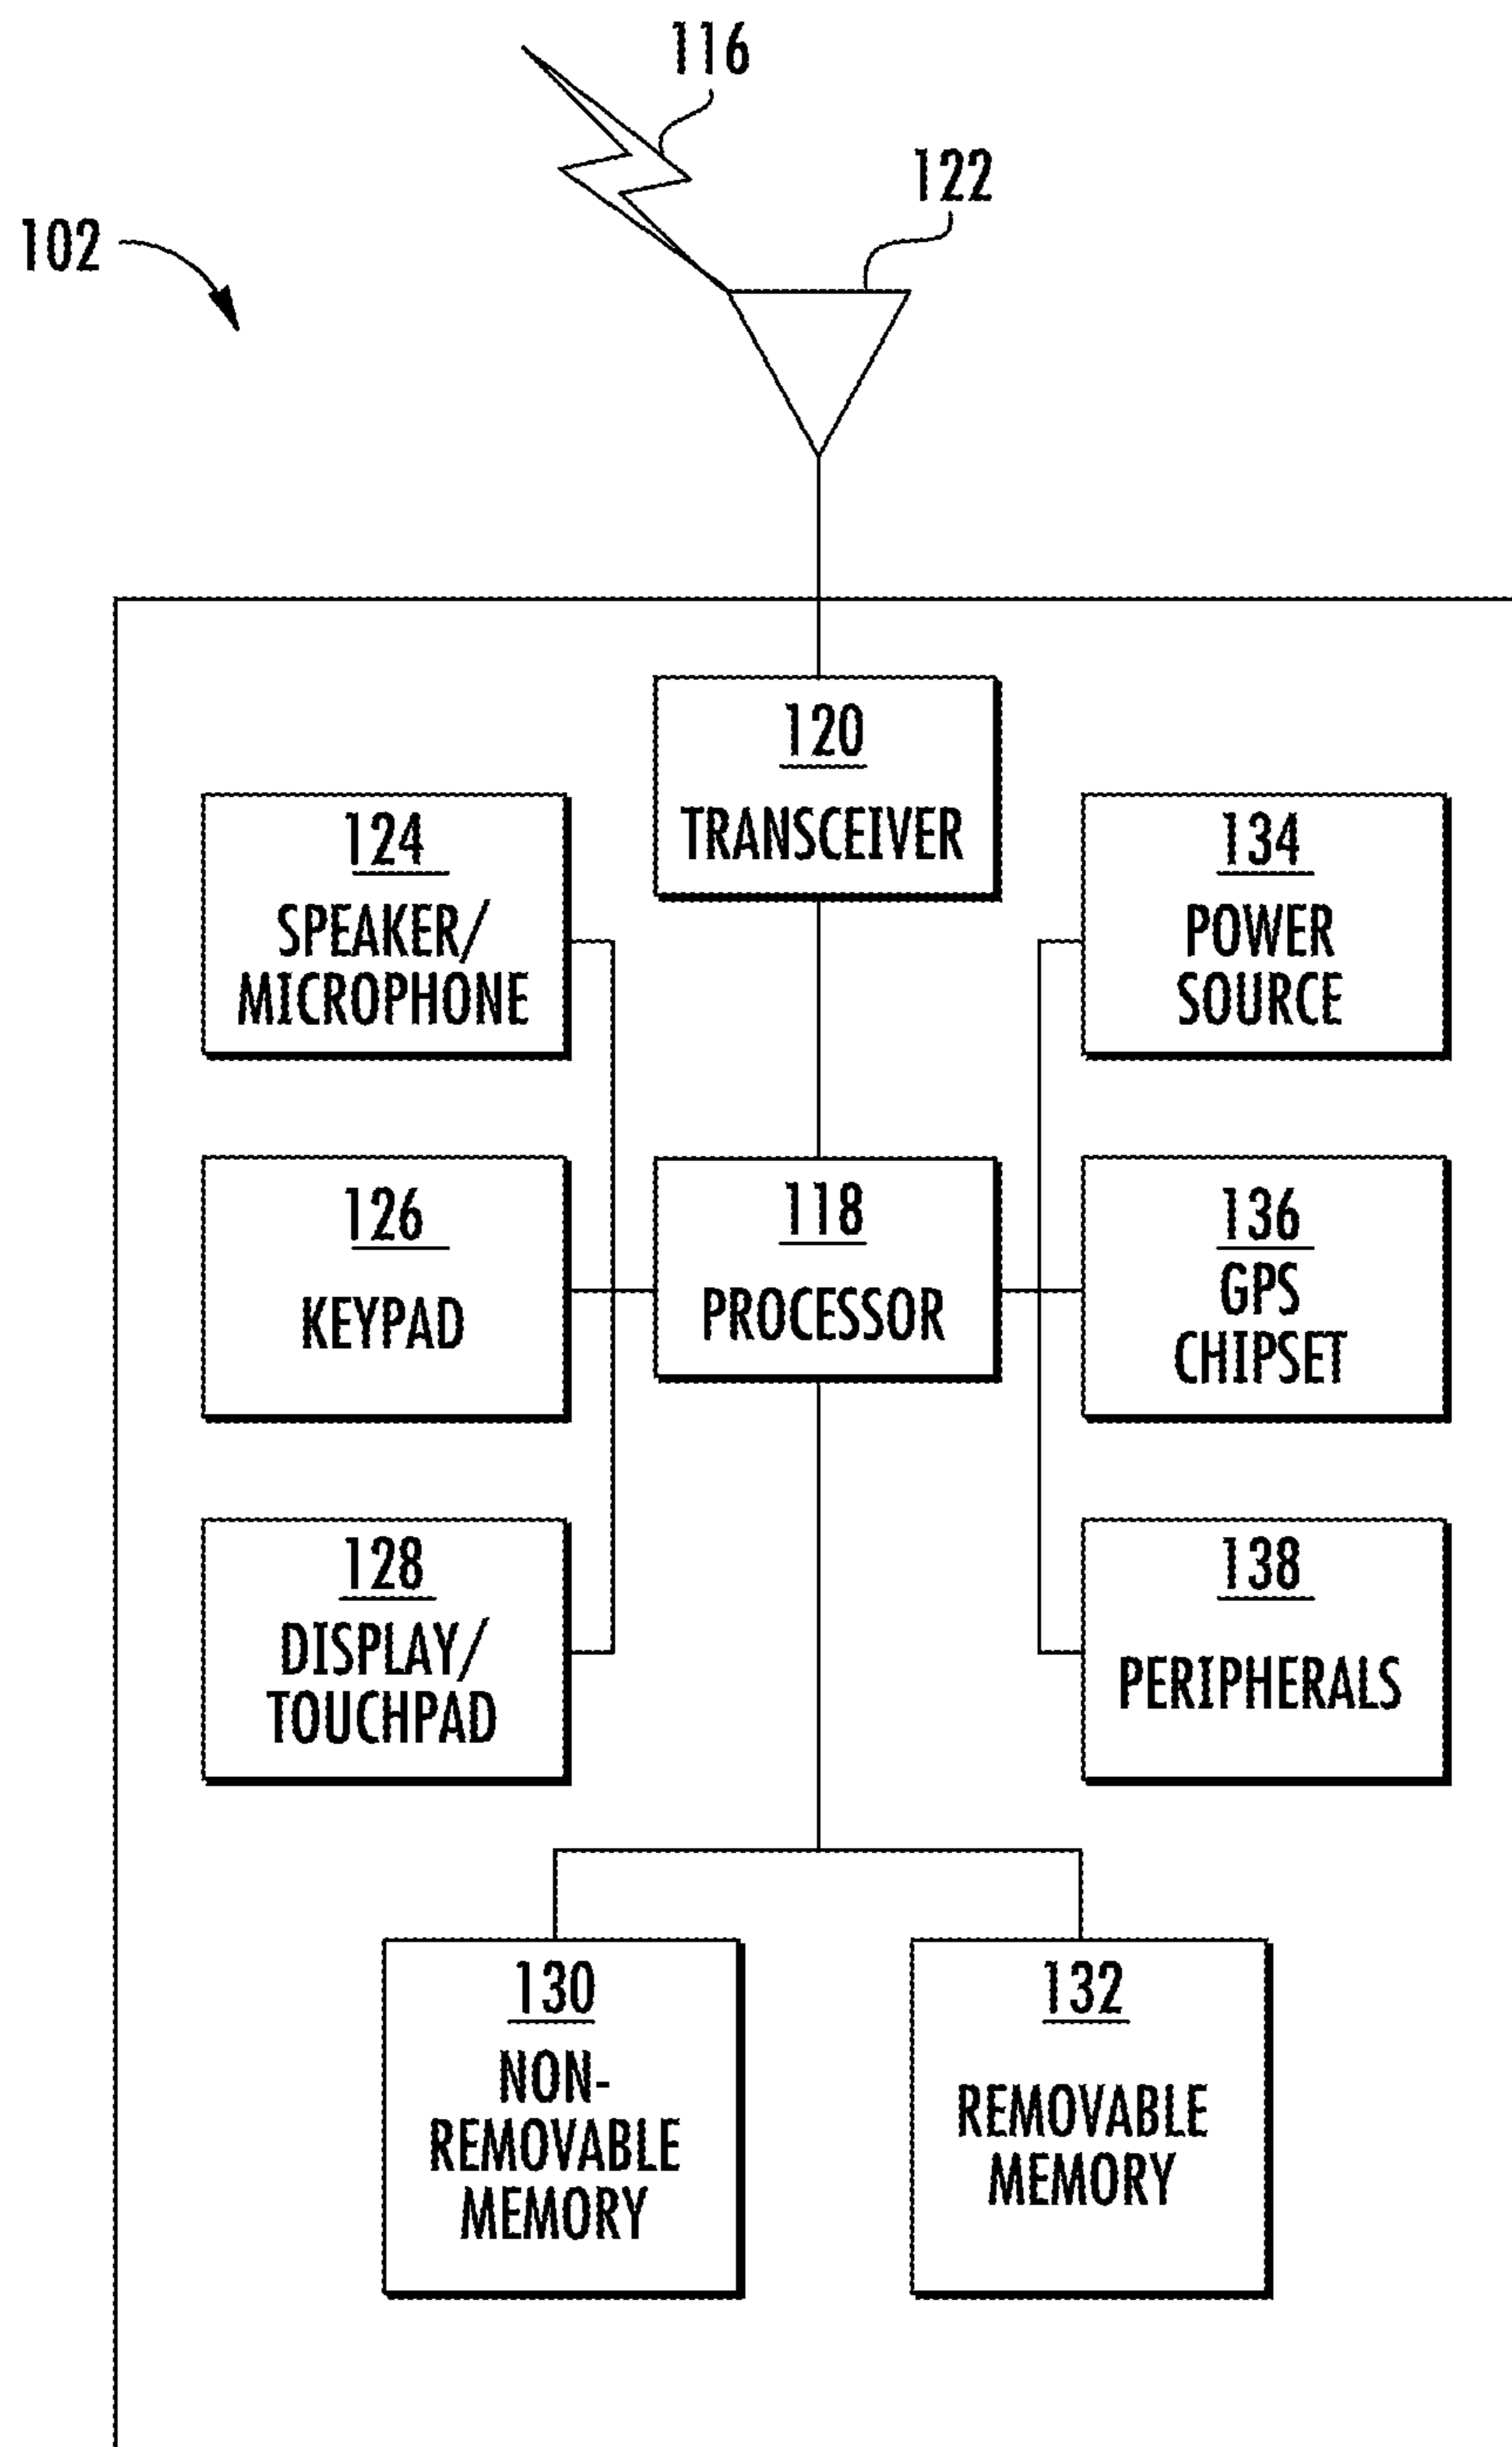 116
122
102
120
TRANSCEIVER
124
SPEAKER/
MICROPHONE
134
POWER
SOURCE
126
KEYPAD
118
PROCESSOR
136
GPS
CHIPSET
128
DISPLAY/
TOUCHPAD
138
PERIPHERALS
130
NON-
REMOVABLE
MEMORY
132
REMOVABLE
MEMORY